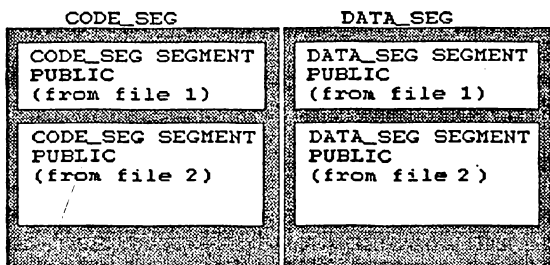 CODE_SEG DATA_SEG
CODE_SEG SEGMENT
PUBLIC
(from file 1)
DATA_SEG SEGMENT
PUBLIC
(from file 1)
CODE_SEG SEGMENT
PUBLIC
(from file 2)
DATA_SEG SEGMENT
PUBLIC
(from file 2)